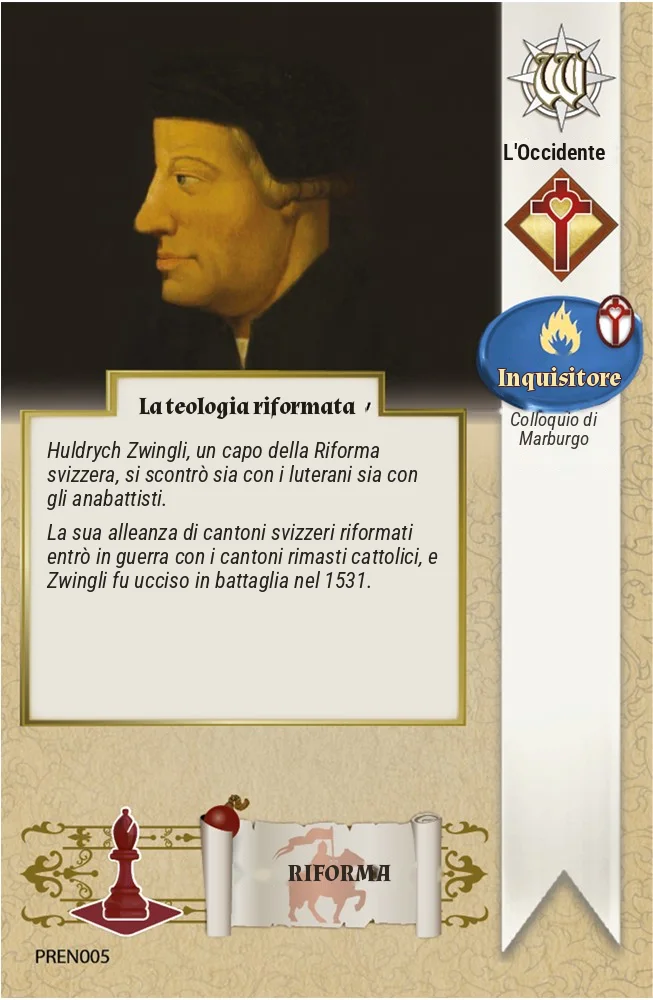 W
L'Occidente
Inquisitore
Colloquio di
Marburgo
La teologia riformata
Huldrych Zwingli, un capo della Riforma
svizzera, si scontrò sia con i luterani sia con
gli anabattisti.
La sua alleanza di cantoni svizzeri riformati
entrò in guerra con i cantoni rimasti cattolici, e
Zwingli fu ucciso in battaglia nel 1531.
RIFORMA
PREN005